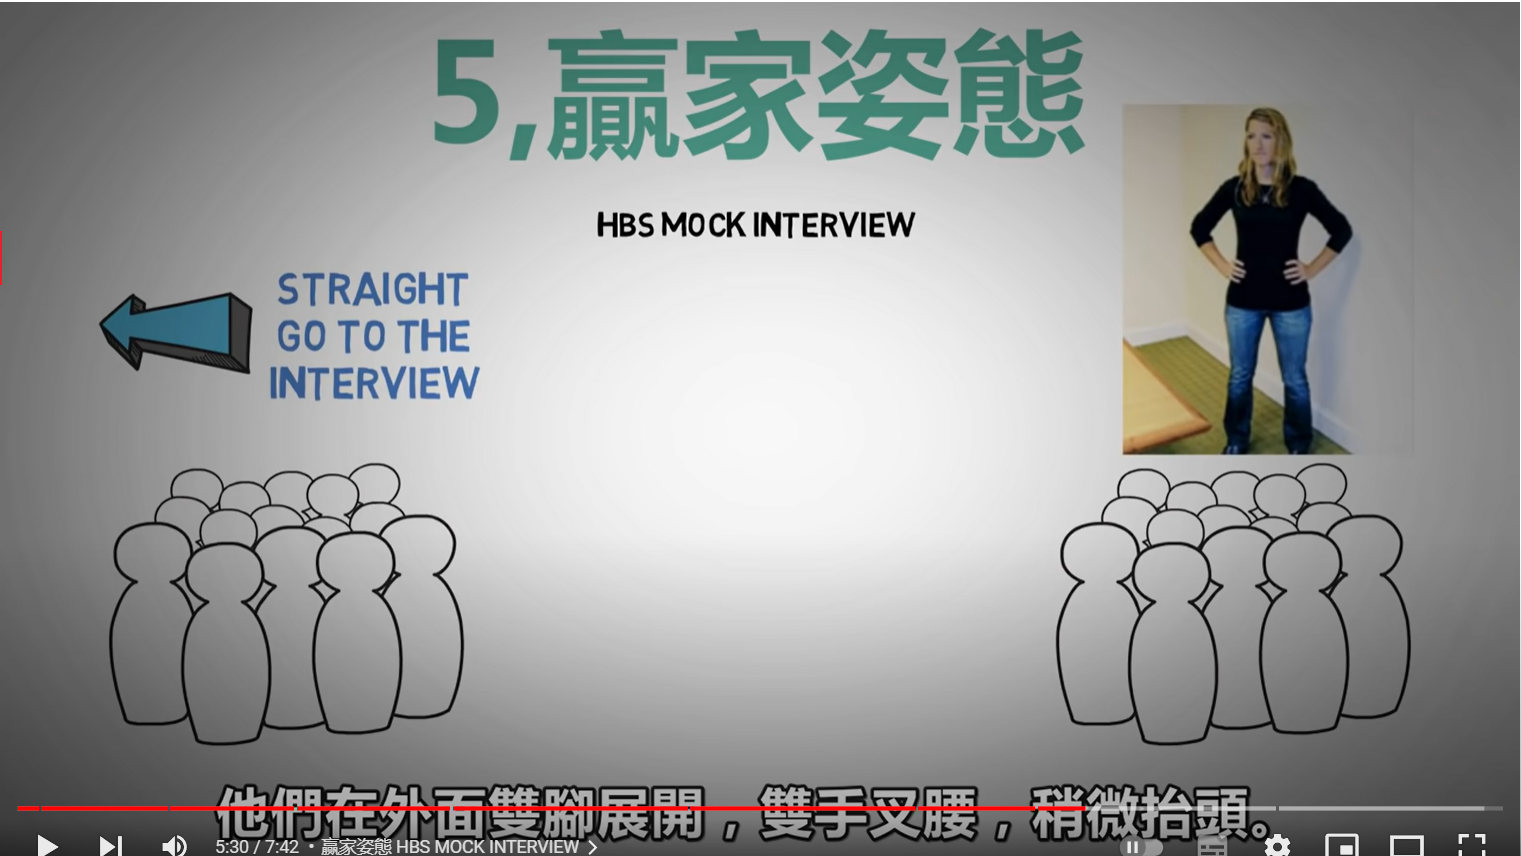 5,贏家姿態
HBS MOCK INTERVIEW
STRAIGHT
GO TO THE
INTERVIEW
他們在外面雙腳展開，雙手叉腰，稍微抬頭。
5:30 / 7:42 • 贏家姿態 HBS MOCK INTERVIEW